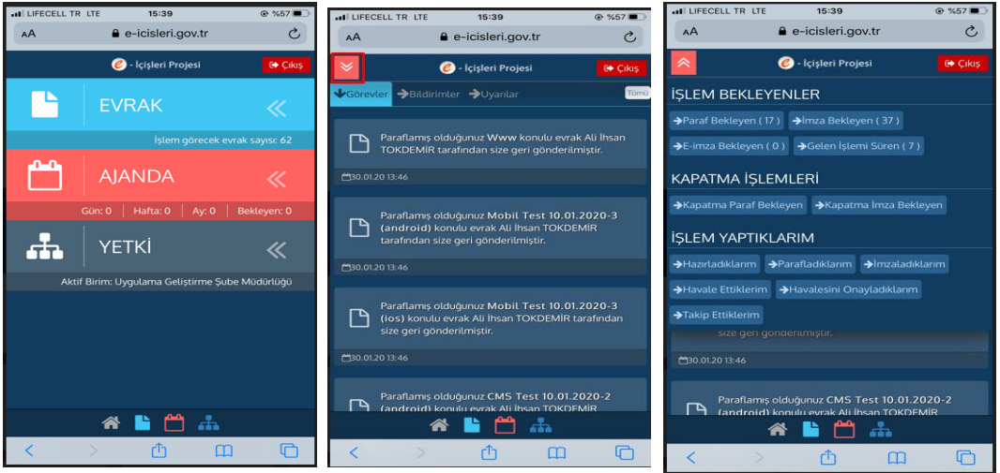 LIFECELL TR LTE 15:39 %57
AA e-icisleri.gov.tr
e - İçişleri Projesi Çıkış
EVRAK
İşlem görecek evrak sayısı: 62
AJANDA
Gün: 0 Hafta: 0 Ay: 0 Bekleyen: 0
YETKİ
Aktif Birim: Uygulama Geliştirme Şube Müdürlüğü
LIFECELL TR LTE 15:39 %57
AA e-icisleri.gov.tr
e - İçişleri Projesi Çıkış
Görevler Bildirimler Uyarılar Tümü
Paraflamış olduğunuz Www konulu evrak Ali İhsan
TOKDEMİR tarafından size geri gönderilmiştir.
30.01.20 13:46
Paraflamış olduğunuz Mobil Test 10.01.2020-3
(android) konulu evrak Ali İhsan TOKDEMİR
tarafından size geri gönderilmiştir.
30.01.20 13:46
Paraflamış olduğunuz Mobil Test 10.01.2020-3
(ios) konulu evrak Ali İhsan TOKDEMİR tarafından
size geri gönderilmiştir.
30.01.20 13:46
Paraflamış olduğunuz CMS Test 10.01.2020-2
(android) konulu evrak Ali İhsan TOKDEMİR
LIFECELL TR LTE 15:39 %57
AA e-icisleri.gov.tr
e - İçişleri Projesi Çıkış
İŞLEM BEKLEYENLER
Paraf Bekleyen ( 17 ) İmza Bekleyen ( 37 )
E-imza Bekleyen ( 0 ) Gelen İşlemi Süren ( 7 )
KAPATMA İŞLEMLERİ
Kapatma Paraf Bekleyen Kapatma İmza Bekleyen
İŞLEM YAPTIKLARIM
Hazırladıklarım Parafladıklarım İmzaladıklarım
Havale Ettiklerim Havalesini Onayladıklarım
Takip Ettiklerim
size geri gönderilmiştir.
30.01.20 13:46
Paraflamış olduğunuz CMS Test 10.01.2020-2
(android) konulu evrak Ali İhsan TOKDEMİR